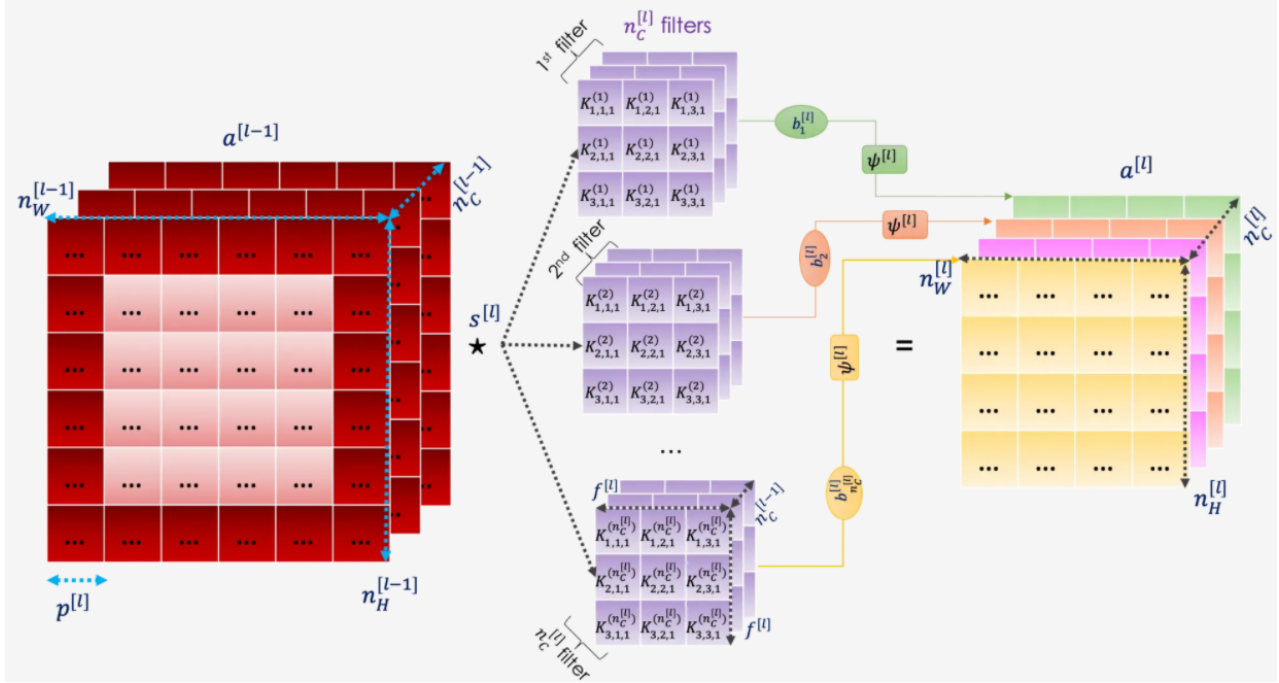 n_C^{[l]} filters
1st filter
a^{[l-1]}
n_W^{[l-1]}
n_C^{[l-1]}
... ... ... ... ... ...
... ... ... ... ... ...
... ... ... ... ... ...
... ... ... ... ... ...
... ... ... ... ... ...
... ... ... ... ... ...
p^{[l]}
n_H^{[l-1]}
s^{[l]}
★
K_{1,1,1}^{(1)} K_{1,2,1}^{(1)} K_{1,3,1}^{(1)}
K_{2,1,1}^{(1)} K_{2,2,1}^{(1)} K_{2,3,1}^{(1)}
K_{3,1,1}^{(1)} K_{3,2,1}^{(1)} K_{3,3,1}^{(1)}
b_1^{[l]}
ψ^{[l]}
2nd filter
K_{1,1,1}^{(2)} K_{1,2,1}^{(2)} K_{1,3,1}^{(2)}
K_{2,1,1}^{(2)} K_{2,2,1}^{(2)} K_{2,3,1}^{(2)}
K_{3,1,1}^{(2)} K_{3,2,1}^{(2)} K_{3,3,1}^{(2)}
b_2^{[l]}
ψ^{[l]}
...
f^{[l]}
n_C^{[l-1]}
K_{1,1,1}^{(n_C^{[l]})} K_{1,2,1}^{(n_C^{[l]})} K_{1,3,1}^{(n_C^{[l]})}
K_{2,1,1}^{(n_C^{[l]})} K_{2,2,1}^{(n_C^{[l]})} K_{2,3,1}^{(n_C^{[l]})}
K_{3,1,1}^{(n_C^{[l]})} K_{3,2,1}^{(n_C^{[l]})} K_{3,3,1}^{(n_C^{[l]})}
f^{[l]}
n_C^{[l]} filter
b_{n_C^{[l]}}^{[l]}
ψ^{[l]}
=
a^{[l]}
n_C^{[l]}
n_W^{[l]}
... ... ... ...
... ... ... ...
... ... ... ...
... ... ... ...
n_H^{[l]}